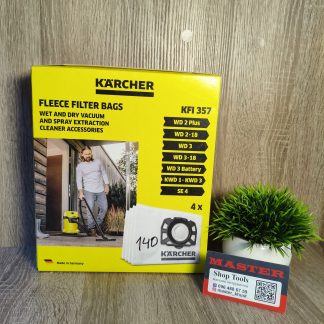 KÄRCHER
FLEECE FILTER BAGS
KFI 357
WET AND DRY VACUUM
AND SPRAY EXTRACTION
CLEANER ACCESSORIES
WD 2 Plus
WD 2-18
WD 3
WD 3-18
WD 3 Battery
KWD 1 - KWD 3
SE 4
4 x
140
KÄRCHER
Made in Germany
MASTER
Shop Tools